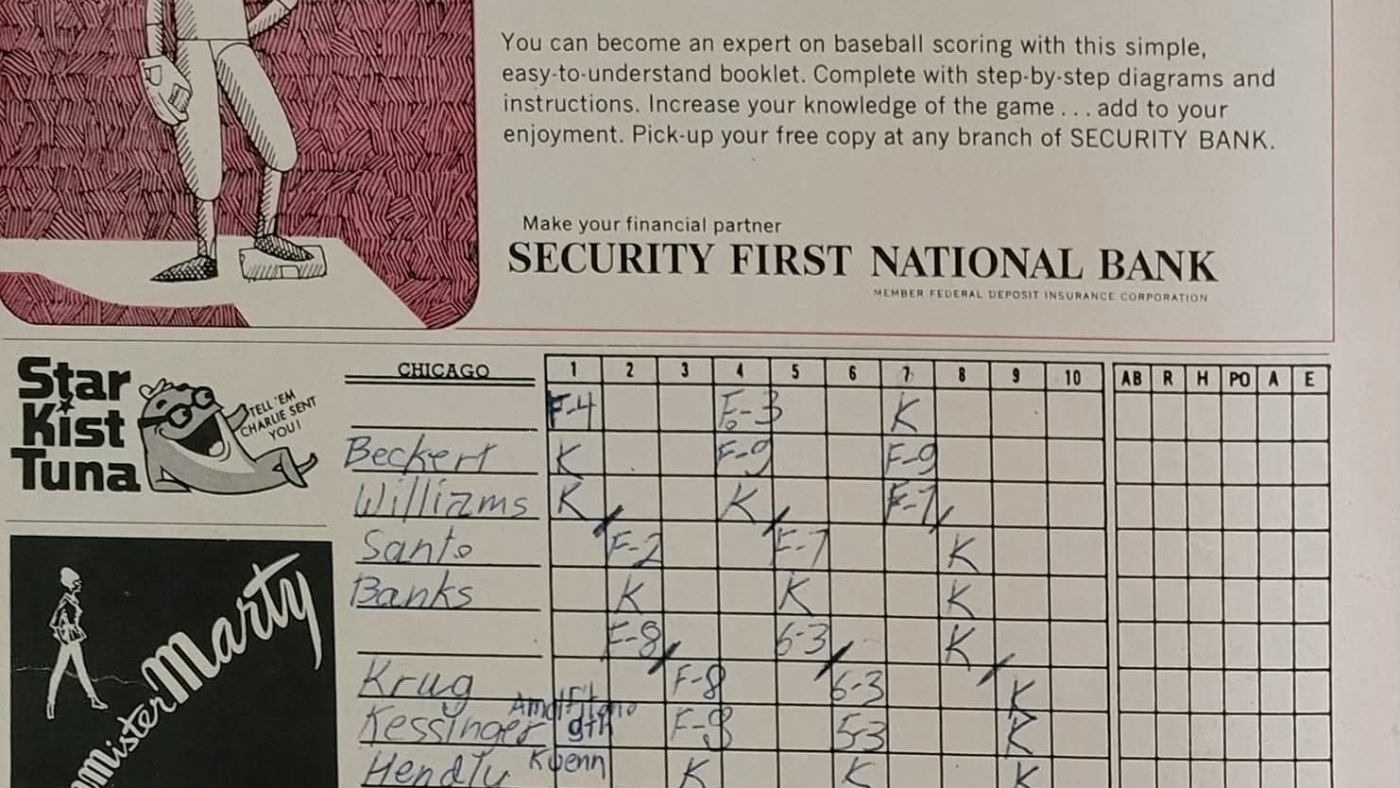 You can become an expert on baseball scoring with this simple,
easy-to-understand booklet. Complete with step-by-step diagrams and
instructions. Increase your knowledge of the game...add to your
enjoyment. Pick-up your free copy at any branch of SECURITY BANK.
Make your financial partner
SECURITY FIRST NATIONAL BANK
MEMBER FEDERAL DEPOSIT INSURANCE CORPORATION
Star
Kist
Tuna
TELL 'EM
CHARLIE SENT
YOU!
Mister Marty
CHICAGO 1 2 3 4 5 6 7 8 9 10 AB R H PO A E
F-4 F-3 K
Beckert K F-9 F-9
Williams K K F-7
Santo F-2 F-7 K
Banks K K K
F-8 6-3 K
Krug F-8 6-3 K
Kessinger 9th 5-3 K
Kuenn
Hendly K K K